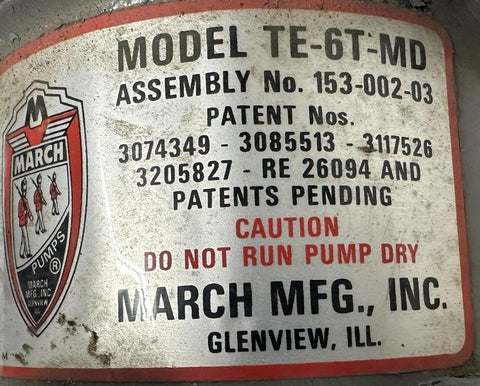 MODEL TE-6T-MD
ASSEMBLY No. 153-002-03
PATENT Nos.
3074349 - 3085513 - 3117526
3205827 - RE 26094 AND
PATENTS PENDING
CAUTION
DO NOT RUN PUMP DRY
MARCH MFG., INC.
GLENVIEW, ILL.
M
MARCH
PUMPS
®
MARCH
MFG., INC.
GLENVIEW
ILL